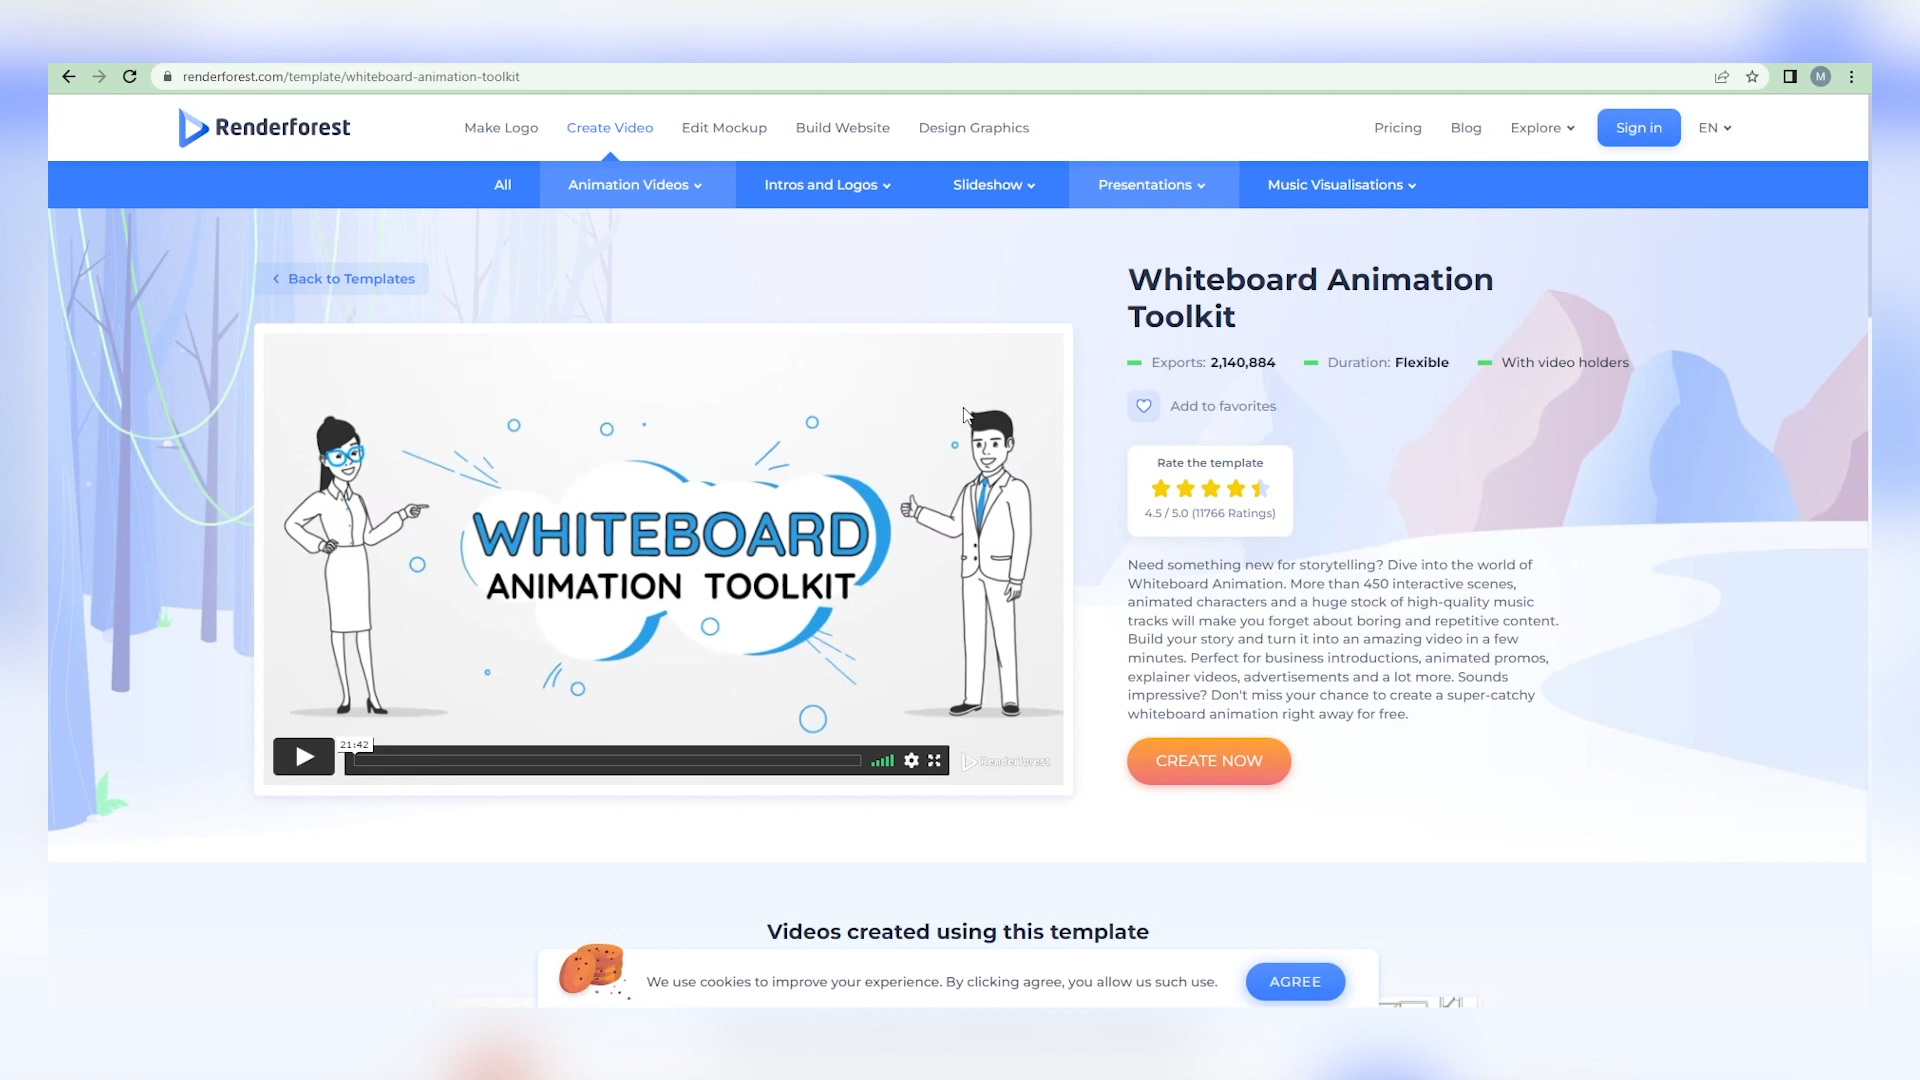 renderforest.com/template/whiteboard-animation-toolkit
M
Renderforest
Make Logo
Create Video
Edit Mockup
Build Website
Design Graphics
Pricing
Blog
Explore
Sign in
EN
All
Animation Videos
Intros and Logos
Slideshow
Presentations
Music Visualisations
Back to Templates
WHITEBOARD
ANIMATION TOOLKIT
21:42
Renderforest
Whiteboard Animation
Toolkit
Exports: 2,140,884
Duration: Flexible
With video holders
Add to favorites
Rate the template
4.5 / 5.0 (11766 Ratings)
Need something new for storytelling? Dive into the world of
Whiteboard Animation. More than 450 interactive scenes,
animated characters and a huge stock of high-quality music
tracks will make you forget about boring and repetitive content.
Build your story and turn it into an amazing video in a few
minutes. Perfect for business introductions, animated promos,
explainer videos, advertisements and a lot more. Sounds
impressive? Don't miss your chance to create a super-catchy
whiteboard animation right away for free.
CREATE NOW
Videos created using this template
We use cookies to improve your experience. By clicking agree, you allow us such use.
AGREE